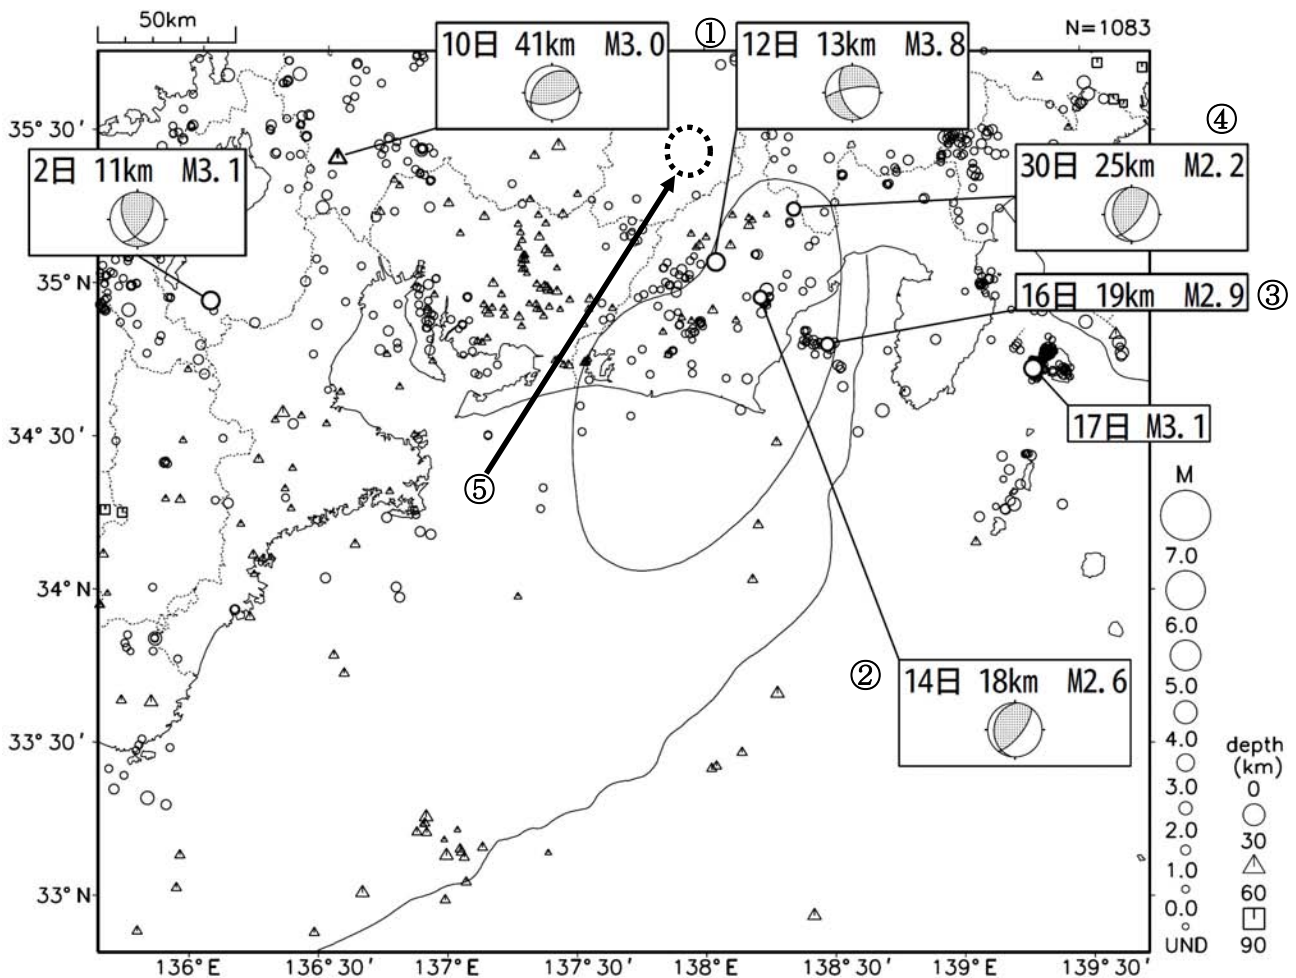 50km
N=1083
10日 41km M3.0
①
12日 13km M3.8
④
35°30′
2日 11km M3.1
30日 25km M2.2
35°N
16日 19km M2.9
③
17日 M3.1
34°30′
⑤
M
7.0
6.0
5.0
4.0
3.0
2.0
1.0
0.0
UND
34°N
②
14日 18km M2.6
33°30′
depth
(km)
0
30
60
90
33°N
136°E
136.5°E
137°E
137.5°E
138°E
138.5°E
139°E
139.5°E